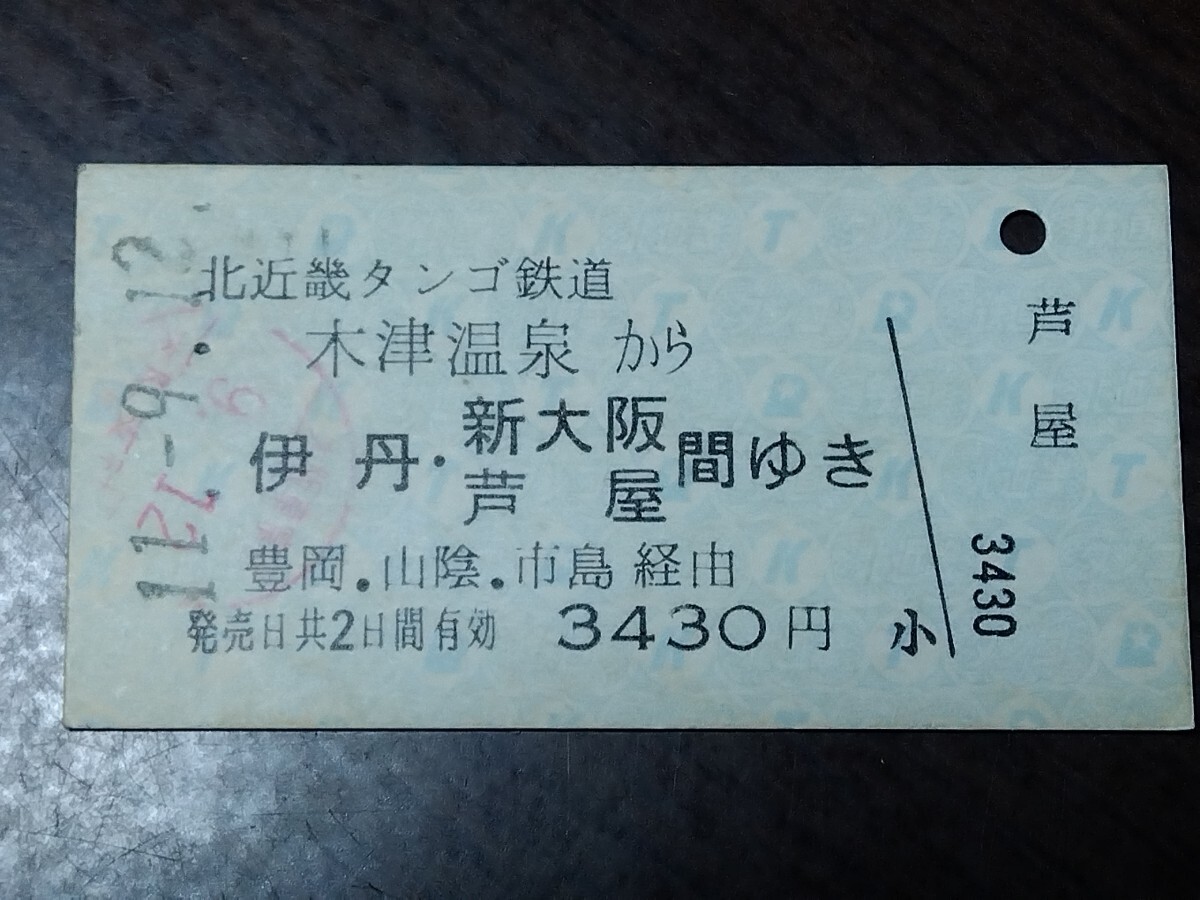 11.-9.12.
北近畿タンゴ鉄道
木津温泉から
伊丹・新大阪
芦屋間ゆき
豊岡.山陰.市島経由
発売日共2日間有効 3430円 小
芦屋
3430